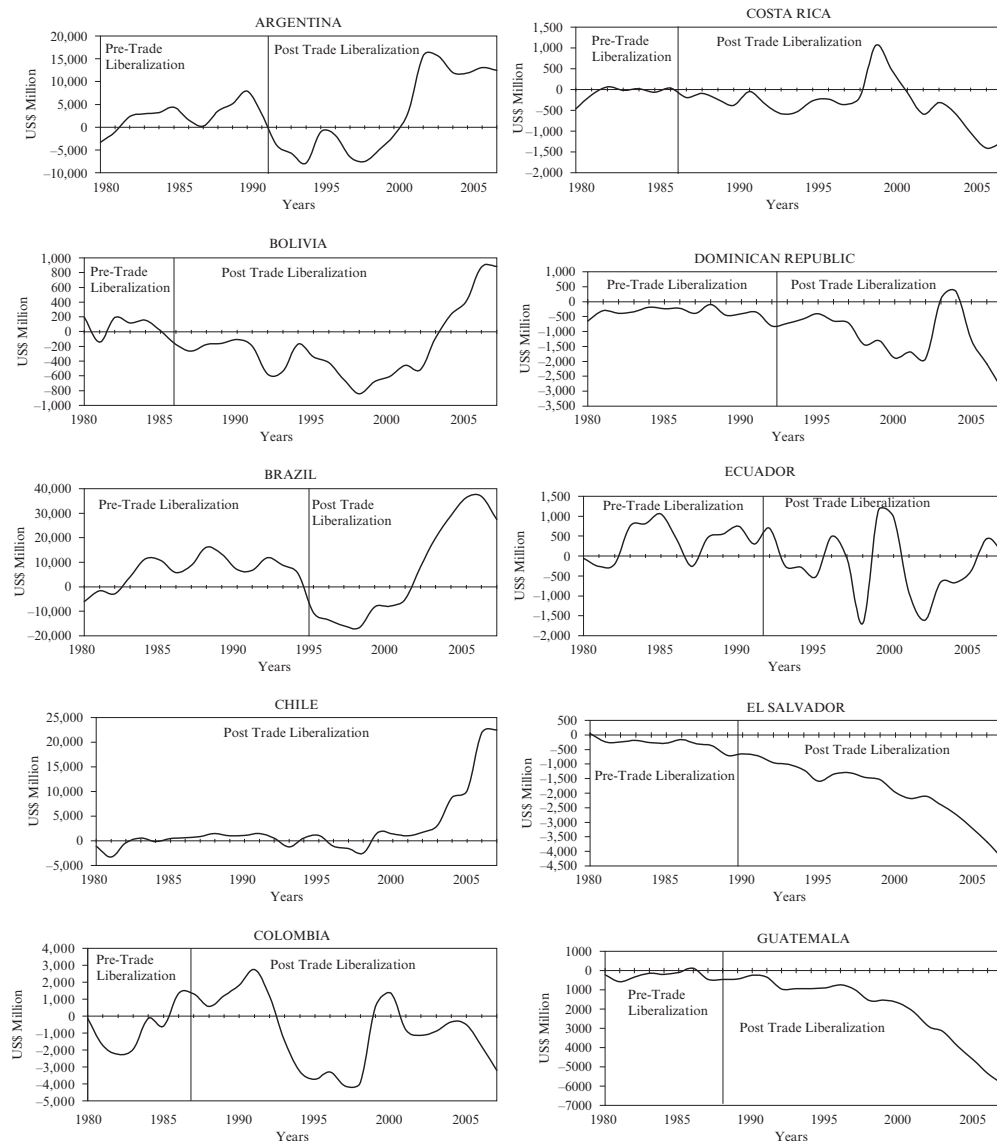 ARGENTINA
US$ Million
20,000
15,000
10,000
5,000
0
–5,000
–10,000
Pre-Trade
Liberalization
Post Trade Liberalization
1980 1985 1990 1995 2000 2005
Years
COSTA RICA
US$ Million
1,500
1,000
500
0
–500
–1,000
–1,500
–2,000
Pre-Trade
Liberalization
Post Trade Liberalization
1980 1985 1990 1995 2000 2005
Years
BOLIVIA
US$ Million
1,000
800
600
400
200
0
–200
–400
–600
–800
–1,000
Pre-Trade
Liberalization
Post Trade Liberalization
1980 1985 1990 1995 2000 2005
Years
DOMINICAN REPUBLIC
US$ Million
1,000
500
0
–500
–1,000
–1,500
–2,000
–2,500
–3,000
–3,500
Pre-Trade Liberalization
Post Trade Liberalization
1980 1985 1990 1995 2000 2005
Years
BRAZIL
US$ Million
40,000
30,000
20,000
10,000
0
–10,000
–20,000
Pre-Trade Liberalization
Post Trade
Liberalization
1980 1985 1990 1995 2000 2005
Years
ECUADOR
US$ Million
1,500
1,000
500
0
–500
–1,000
–1,500
–2,000
Pre-Trade Liberalization
Post Trade Liberalization
1980 1985 1990 1995 2000 2005
Years
CHILE
US$ Million
25,000
20,000
15,000
10,000
5,000
0
–5,000
Post Trade Liberalization
1980 1985 1990 1995 2000 2005
Years
EL SALVADOR
US$ Million
500
0
–500
–1,000
–1,500
–2,000
–2,500
–3,000
–3,500
–4,000
–4,500
Pre-Trade Liberalization
Post Trade Liberalization
1980 1985 1990 1995 2000 2005
Years
COLOMBIA
US$ Million
4,000
3,000
2,000
1,000
0
–1,000
–2,000
–3,000
–4,000
–5,000
Pre-Trade
Liberalization
Post Trade Liberalization
1980 1985 1990 1995 2000 2005
Years
GUATEMALA
US$ Million
1000
0
1000
2000
3000
4000
5000
–6000
–7000
Pre-Trade
Liberalization
Post Trade Liberalization
1980 1985 1990 1995 2000 2005
Years